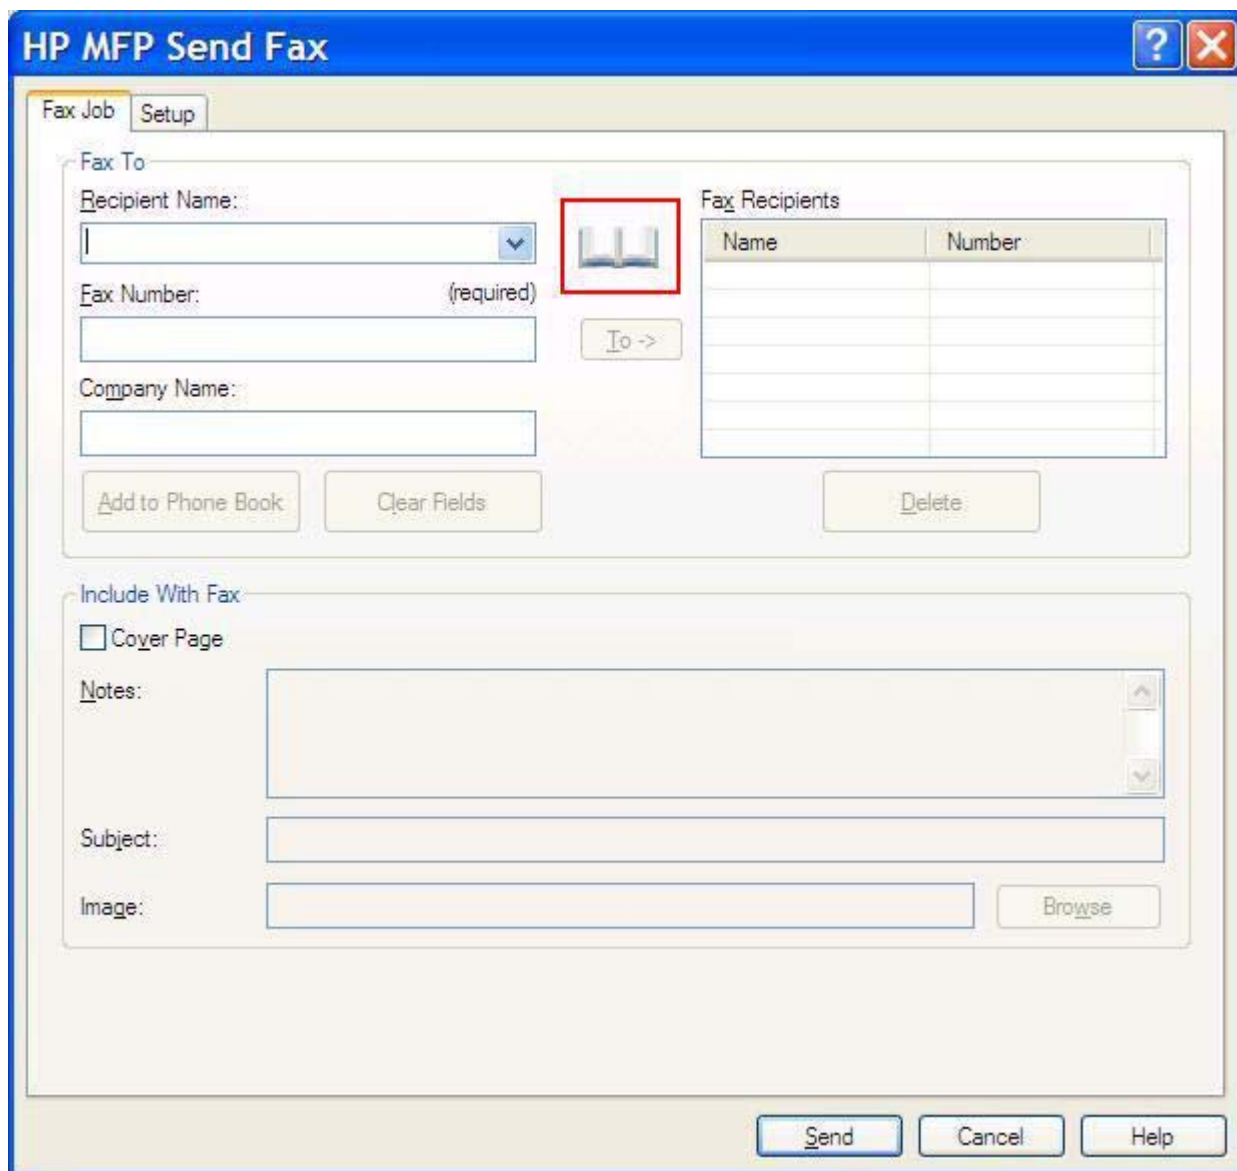 HP MFP Send Fax
?
Fax Job Setup
Fax To
Recipient Name:
Fax Recipients
Name Number
Fax Number: (required)
To ->
Company Name:
Add to Phone Book Clear Fields Delete
Include With Fax
Cover Page
Notes:
Subject:
Image: Browse
Send Cancel Help